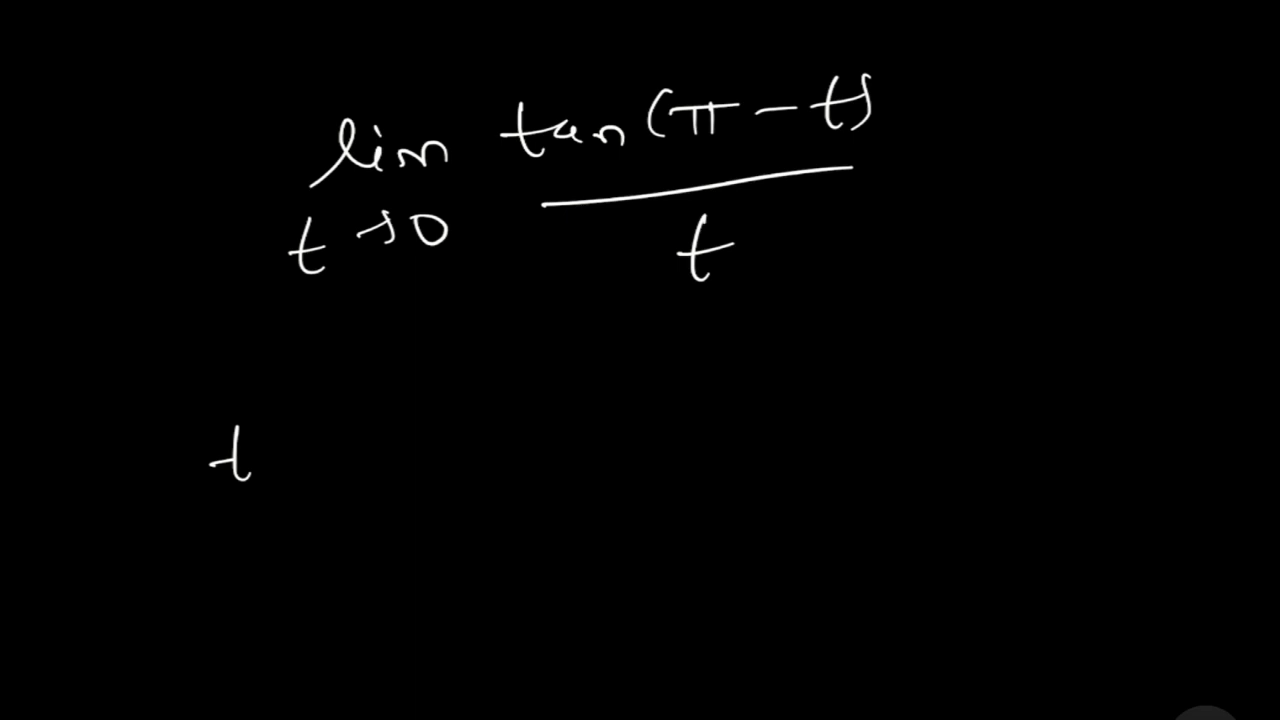 lim tan(π - t)
t→0 t
t